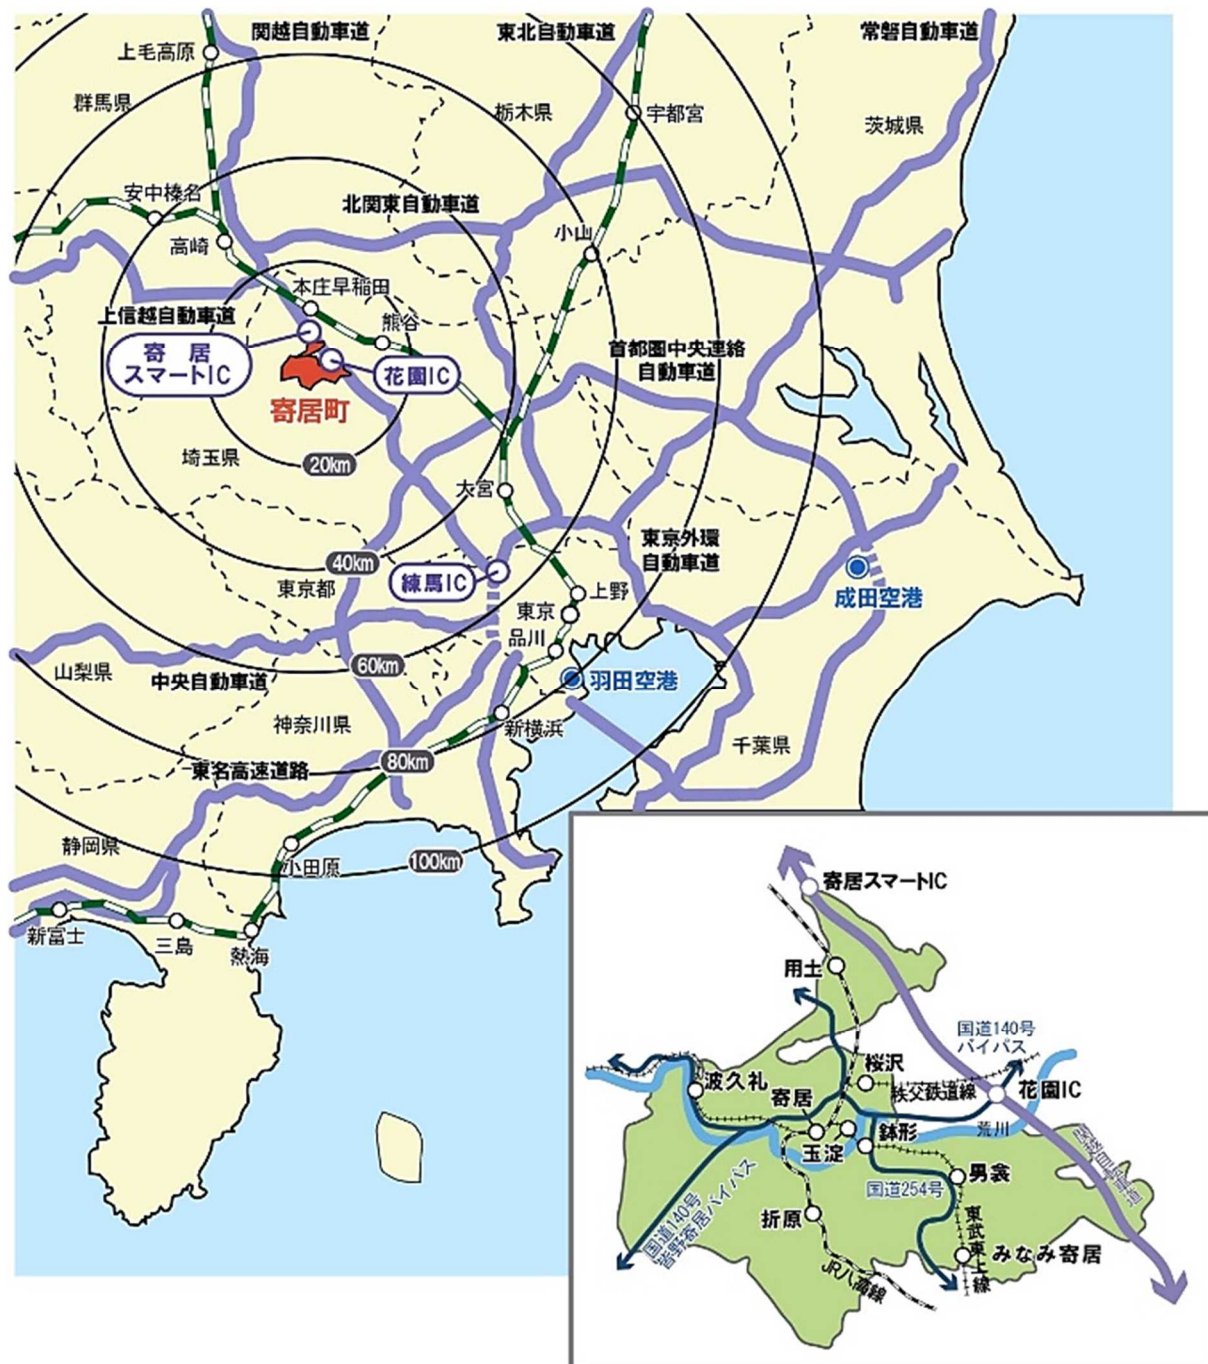 関越自動車道
東北自動車道
常磐自動車道
上毛高原
群馬県
栃木県
宇都宮
茨城県
安中榛名
北関東自動車道
高崎
小山
本庄早稲田
上信越自動車道
熊谷
寄居
スマートIC
花園IC
首都圏中央連絡
自動車道
寄居町
埼玉県
20km
大宮
東京外環
自動車道
40km
東京都
練馬IC
上野
成田空港
東京
品川
60km
山梨県
中央自動車道
羽田空港
神奈川県
新横浜
千葉県
80km
東名高速道路
静岡県
小田原
100km
新富士
三島
熱海
寄居スマートIC
用土
国道140号
バイパス
桜沢
波久礼
秩父鉄道線
花園IC
寄居
鉢形
荒川
玉淀
関越自動車道
男衾
国道254号
折原
国道140号
皆野寄居バイパス
東武東上線
みなみ寄居
JR八高線